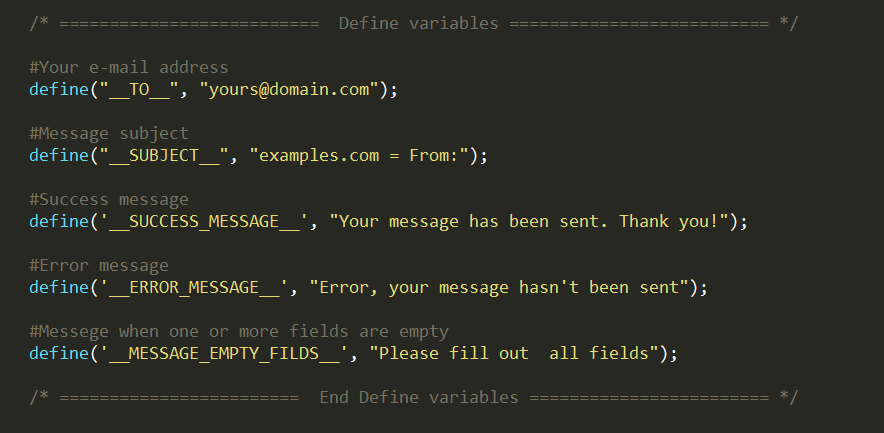 /* ========================== Define variables ========================== */
#Your e-mail address
define("__TO__", "yours@domain.com");
#Message subject
define("__SUBJECT__", "examples.com = From:");
#Success message
define('__SUCCESS_MESSAGE__', "Your message has been sent. Thank you!");
#Error message
define('__ERROR_MESSAGE__', "Error, your message hasn't been sent");
#Messege when one or more fields are empty
define('__MESSAGE_EMPTY_FILDS__', "Please fill out  all fields");
/* ======================== End Define variables ======================== */